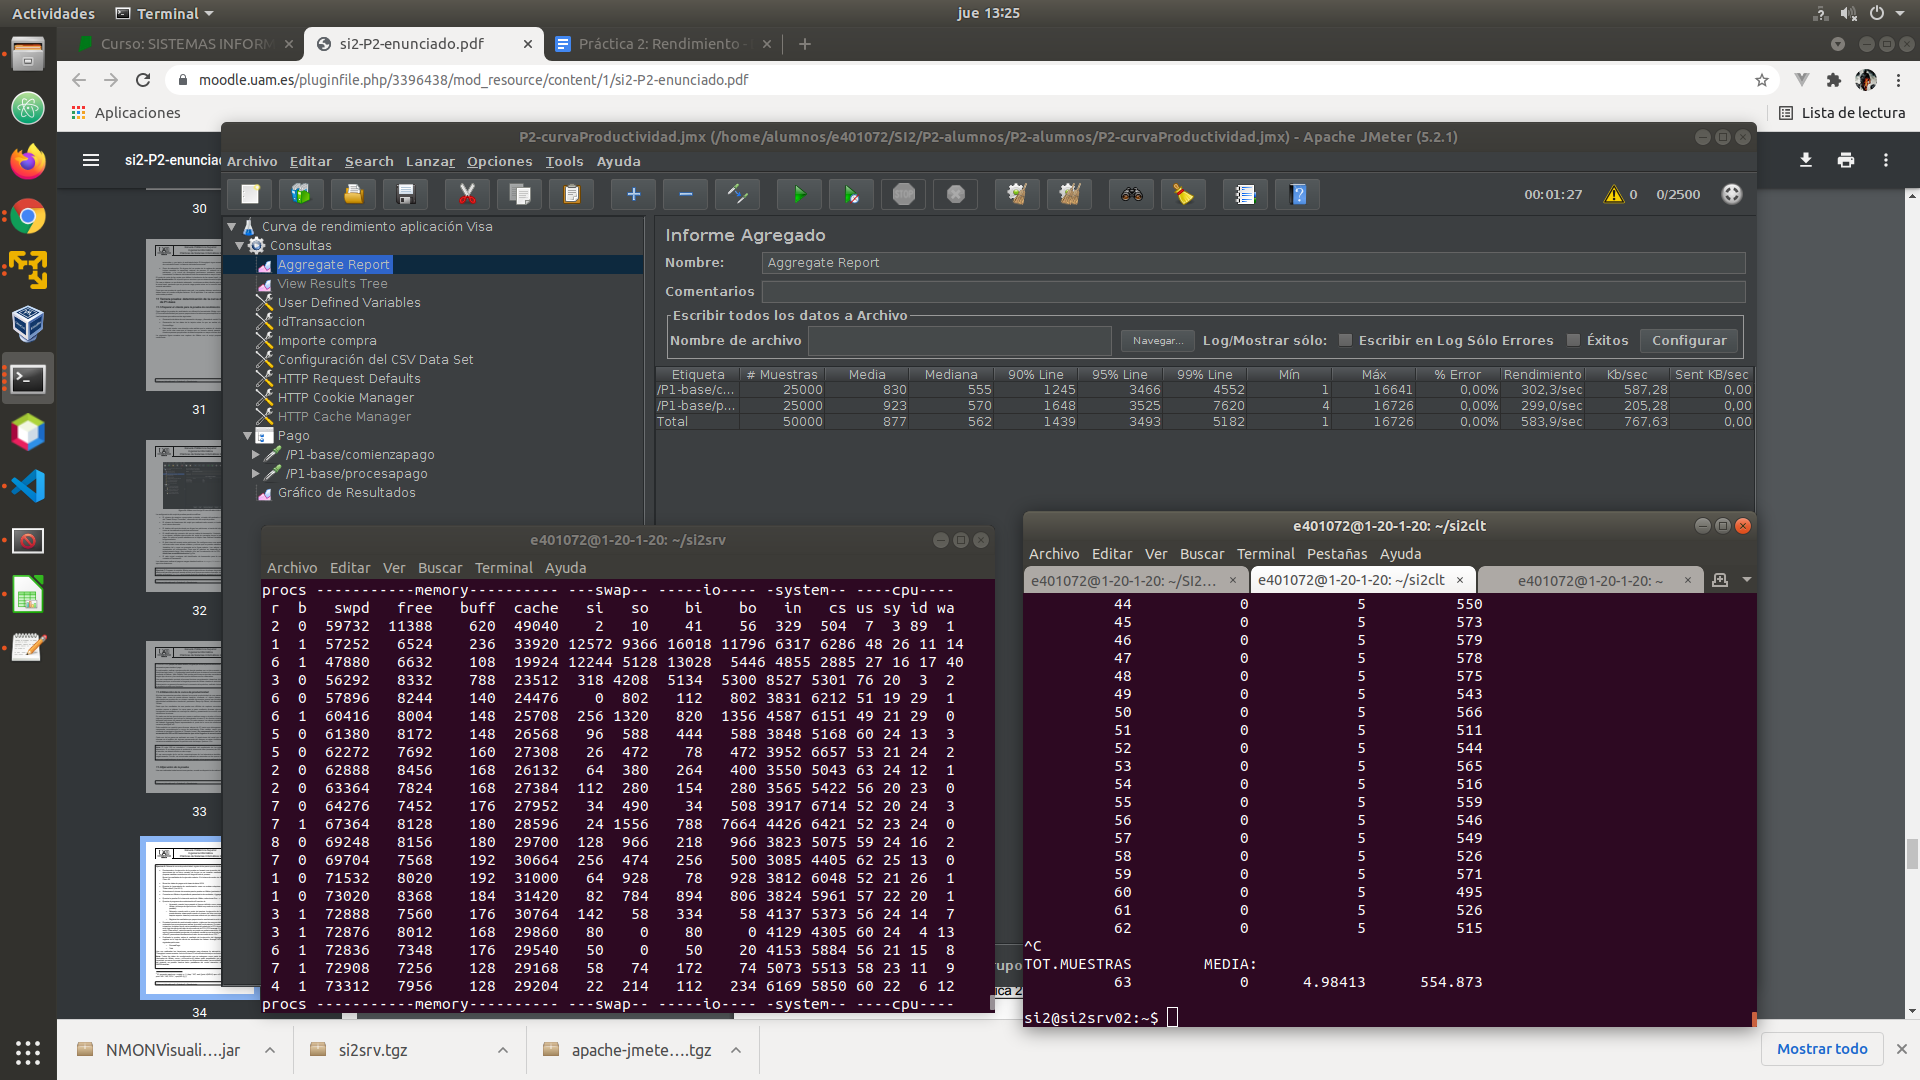 Actividades Terminal jue 13:25
Curso: SISTEMAS INFORM si2-P2-enunciado.pdf Práctica 2: Rendimiento -
moodle.uam.es/pluginfile.php/3396438/mod_resource/content/1/si2-P2-enunciado.pdf
Aplicaciones Lista de lectura
si2-P2-enunciad
P2-curvaProductividad.jmx (/home/alumnos/e401072/SI2/P2-alumnos/P2-alumnos/P2-curvaProductividad.jmx) - Apache JMeter (5.2.1)
Archivo Editar Search Lanzar Opciones Tools Ayuda
00:01:27 0 0/2500
30
31
32
33
34
Curva de rendimiento aplicación Visa
Consultas
Aggregate Report
View Results Tree
User Defined Variables
idTransaccion
Importe compra
Configuración del CSV Data Set
HTTP Request Defaults
HTTP Cookie Manager
HTTP Cache Manager
Pago
/P1-base/comienzapago
/P1-base/procesapago
Gráfico de Resultados
Informe Agregado
Nombre: Aggregate Report
Comentarios
Escribir todos los datos a Archivo
Nombre de archivo Navegar... Log/Mostrar sólo: Escribir en Log Sólo Errores Éxitos Configurar
Etiqueta # Muestras Media Mediana 90% Line 95% Line 99% Line Mín Máx % Error Rendimiento Kb/sec Sent KB/sec
/P1-base/c... 25000 830 555 1245 3466 4552 1 16641 0,00% 302,3/sec 587,28 0,00
/P1-base/p... 25000 923 570 1648 3525 7620 4 16726 0,00% 299,0/sec 205,28 0,00
Total 50000 877 562 1439 3493 5182 1 16726 0,00% 583,9/sec 767,63 0,00
e401072@1-20-1-20: ~/si2srv
Archivo Editar Ver Buscar Terminal Ayuda
procs -----------memory---------- ---swap-- -----io---- -system-- ----cpu----
r b swpd free buff cache si so bi bo in cs us sy id wa
2 0 59732 11388 620 49040 2 10 41 56 329 504 7 3 89 1
1 1 57252 6524 236 33920 12572 9366 16018 11796 6317 6286 48 26 11 14
6 1 47880 6632 108 19924 12244 5128 13028 5446 4855 2885 27 16 17 40
3 0 56292 8332 788 23512 318 4208 5134 5300 8527 5301 76 20 3 2
6 0 57896 8244 140 24476 0 802 112 802 3831 6212 51 19 29 1
6 1 60416 8004 148 25708 256 1320 820 1356 4587 6151 49 21 29 0
5 0 61380 8172 148 26568 96 588 444 588 3848 5168 60 24 13 3
5 0 62272 7692 160 27308 26 472 78 472 3952 6657 53 21 24 2
2 0 62888 8456 168 26132 64 380 264 400 3550 5043 63 24 12 1
2 0 63364 7824 168 27384 112 280 154 280 3565 5422 56 20 23 0
7 0 64276 7452 176 27952 34 490 34 508 3917 6714 52 20 24 3
7 1 67364 8128 180 28596 24 1556 788 7664 4426 6421 52 23 24 0
8 0 69248 8156 180 29700 128 966 218 966 3823 5075 59 24 16 2
7 0 69704 7568 192 30664 256 474 256 500 3085 4405 62 25 13 0
1 0 71532 8020 192 31000 64 928 78 928 3812 6048 52 21 26 1
1 0 73020 8368 184 31420 82 784 894 806 3824 5961 57 22 20 1
3 1 72888 7560 176 30764 142 58 334 58 4137 5373 56 24 14 7
3 1 72876 8012 168 29860 80 0 80 0 4129 4305 60 24 4 13
6 1 72836 7348 176 29540 50 0 50 20 4153 5884 56 21 15 8
7 1 72908 7256 128 29168 58 74 172 74 5073 5513 58 23 11 9
4 1 73312 7956 128 29204 22 214 112 234 6169 5850 60 22 6 12
procs -----------memory---------- ---swap-- -----io---- -system-- ----cpu----
e401072@1-20-1-20: ~/si2clt
Archivo Editar Ver Buscar Terminal Pestañas Ayuda
e401072@1-20-1-20: ~/SI2... e401072@1-20-1-20: ~/si2clt e401072@1-20-1-20: ~
44 0 5 550
45 0 5 573
46 0 5 579
47 0 5 578
48 0 5 575
49 0 5 543
50 0 5 566
51 0 5 511
52 0 5 544
53 0 5 565
54 0 5 516
55 0 5 559
56 0 5 546
57 0 5 549
58 0 5 526
59 0 5 571
60 0 5 495
61 0 5 526
62 0 5 515
^C
TOT.MUESTRAS MEDIA:
63 0 4.98413 554.873
si2@si2srv02:~$
NMONVisuali....jar si2srv.tgz apache-jmete....tgz Mostrar todo